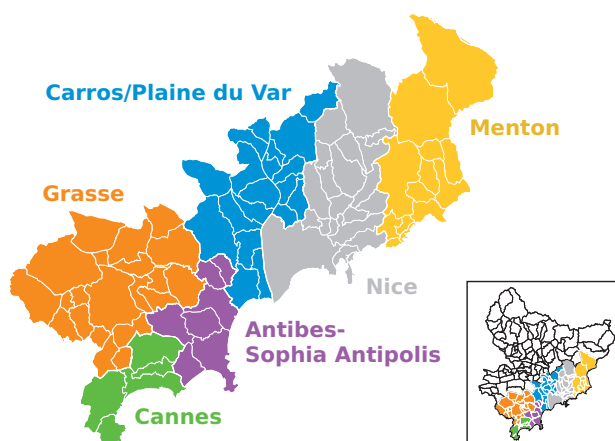 Carros/Plaine du Var
Menton
Grasse
Nice
Antibes-
Sophia Antipolis
Cannes